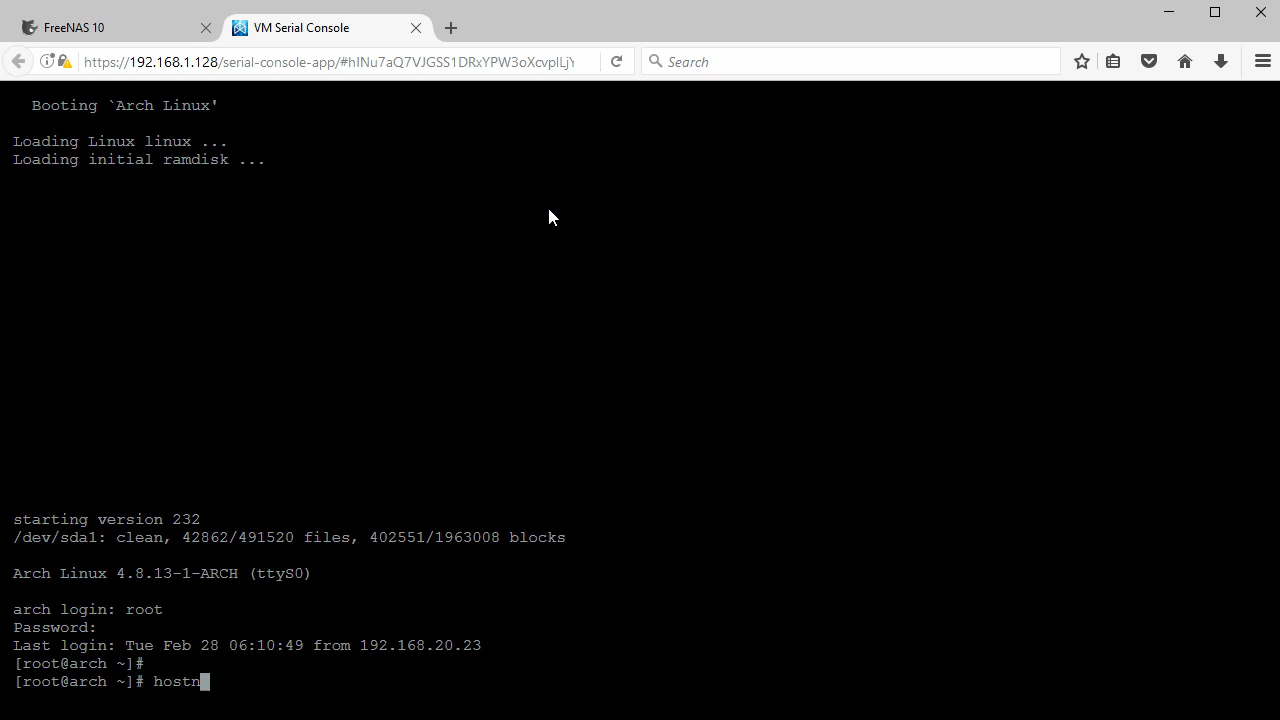 FreeNAS 10
VM Serial Console
https://192.168.1.128/serial-console-app/#hINu7aQ7VJGSS1DRxYPW3oXcvplLjY
Search
Booting `Arch Linux'
Loading Linux linux ...
Loading initial ramdisk ...
starting version 232
/dev/sda1: clean, 42862/491520 files, 402551/1963008 blocks
Arch Linux 4.8.13-1-ARCH (ttyS0)
arch login: root
Password:
Last login: Tue Feb 28 06:10:49 from 192.168.20.23
[root@arch ~]#
[root@arch ~]# hostn